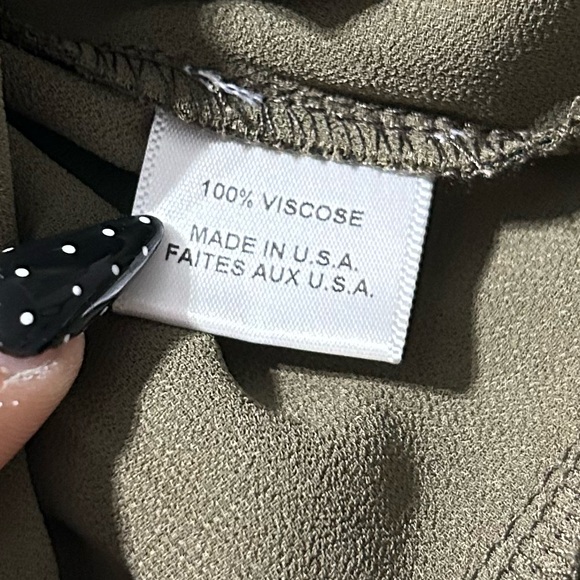 100% VISCOSE
MADE IN U.S.A.
FAITES AUX U.S.A.